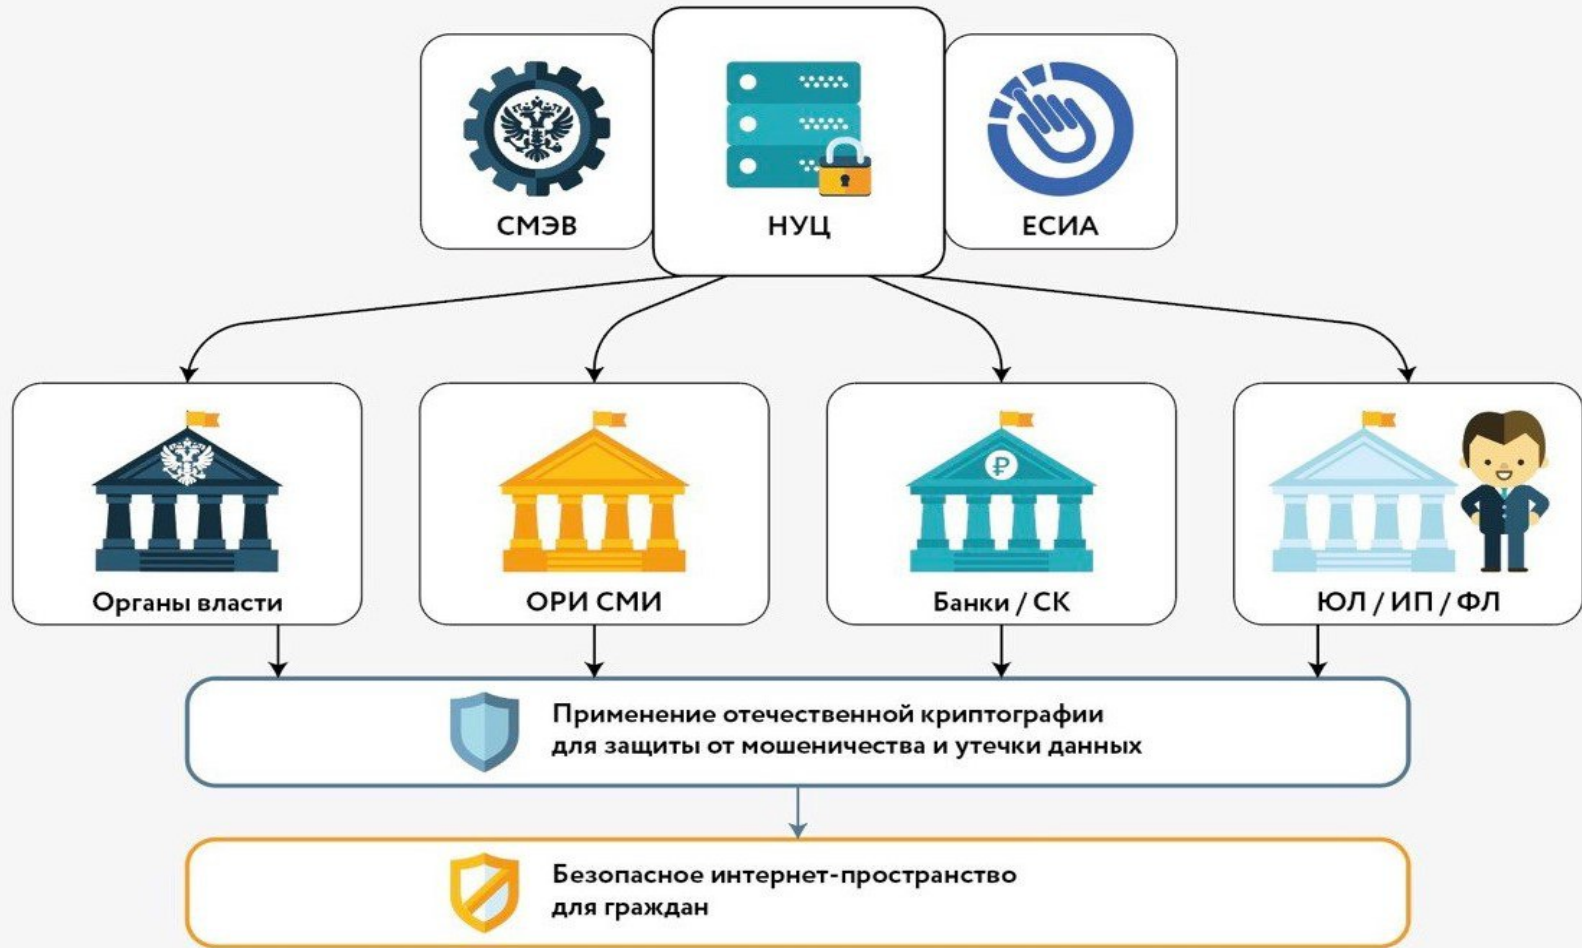 СМЭВ
НУЦ
ЕСИА
Органы власти
ОРИ СМИ
Банки / СК
ЮЛ / ИП / ФЛ
Применение отечественной криптографии
для защиты от мошеничества и утечки данных
Безопасное интернет-пространство
для граждан